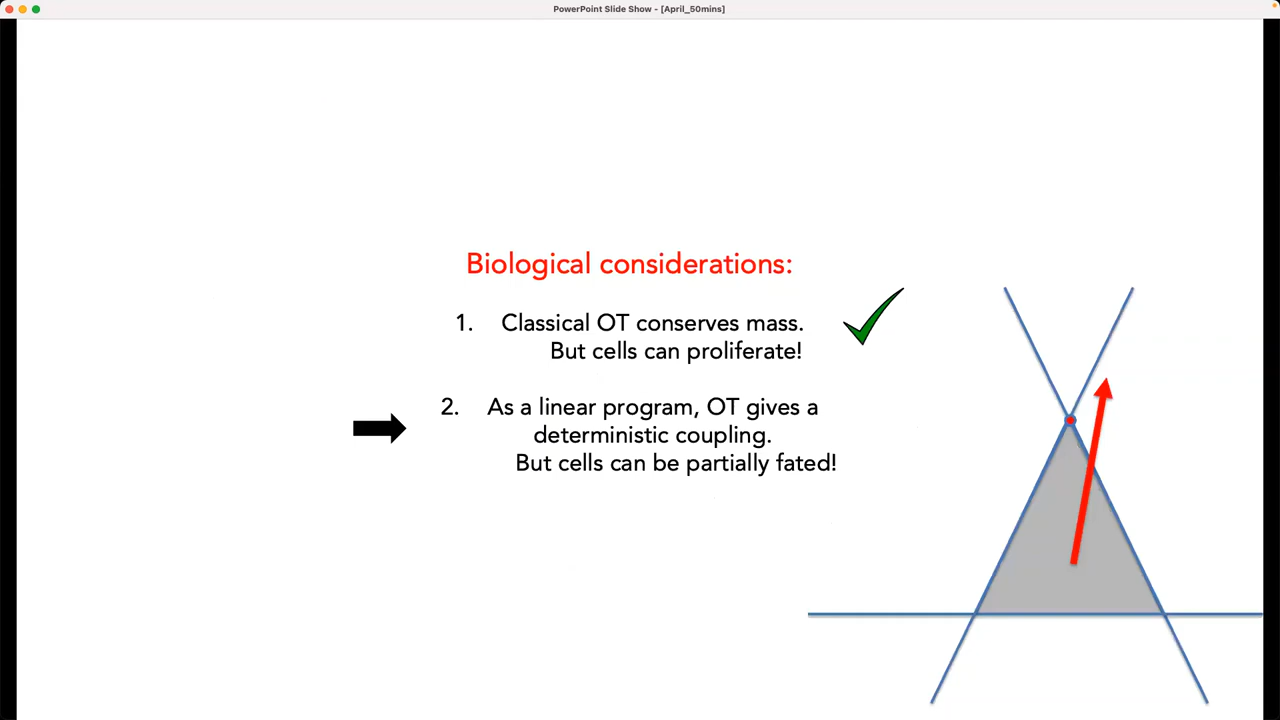 PowerPoint Slide Show - [April_50mins]
Biological considerations:
1. Classical OT conserves mass.
But cells can proliferate!
2. As a linear program, OT gives a
deterministic coupling.
But cells can be partially fated!